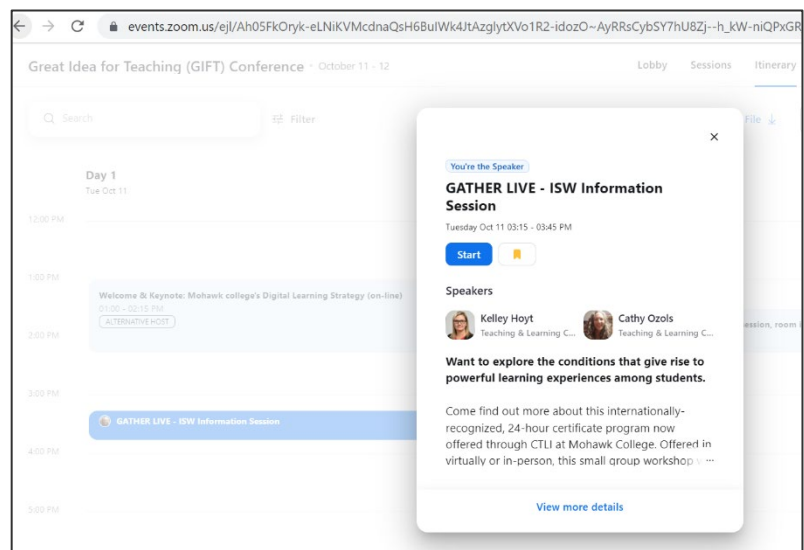 events.zoom.us/ejl/Ah05FkOryk-eLNiKVMcdnaQsH6BuIWk4JtAzglytXVo1R2-idozO~AyRRsCybSY7hU8Zj--h_kW-niQPxGR
Great Idea for Teaching (GIFT) Conference · October 11 - 12
Lobby Sessions Itinerary
Search
Filter
File
Day 1
Tue Oct 11
12:00 PM
1:00 PM
Welcome & Keynote: Mohawk college's Digital Learning Strategy (on-line)
01:00 - 02:15 PM
ALTERNATIVE HOST
2:00 PM
ession, room
3:00 PM
GATHER LIVE - ISW Information Session
4:00 PM
5:00 PM
You're the Speaker
GATHER LIVE - ISW Information
Session
Tuesday Oct 11 03:15 - 03:45 PM
Start
Speakers
Kelley Hoyt
Teaching & Learning C...
Cathy Ozols
Teaching & Learning C...
Want to explore the conditions that give rise to
powerful learning experiences among students.
Come find out more about this internationally-
recognized, 24-hour certificate program now
offered through CTLI at Mohawk College. Offered in
virtually or in-person, this small group workshop ...
View more details